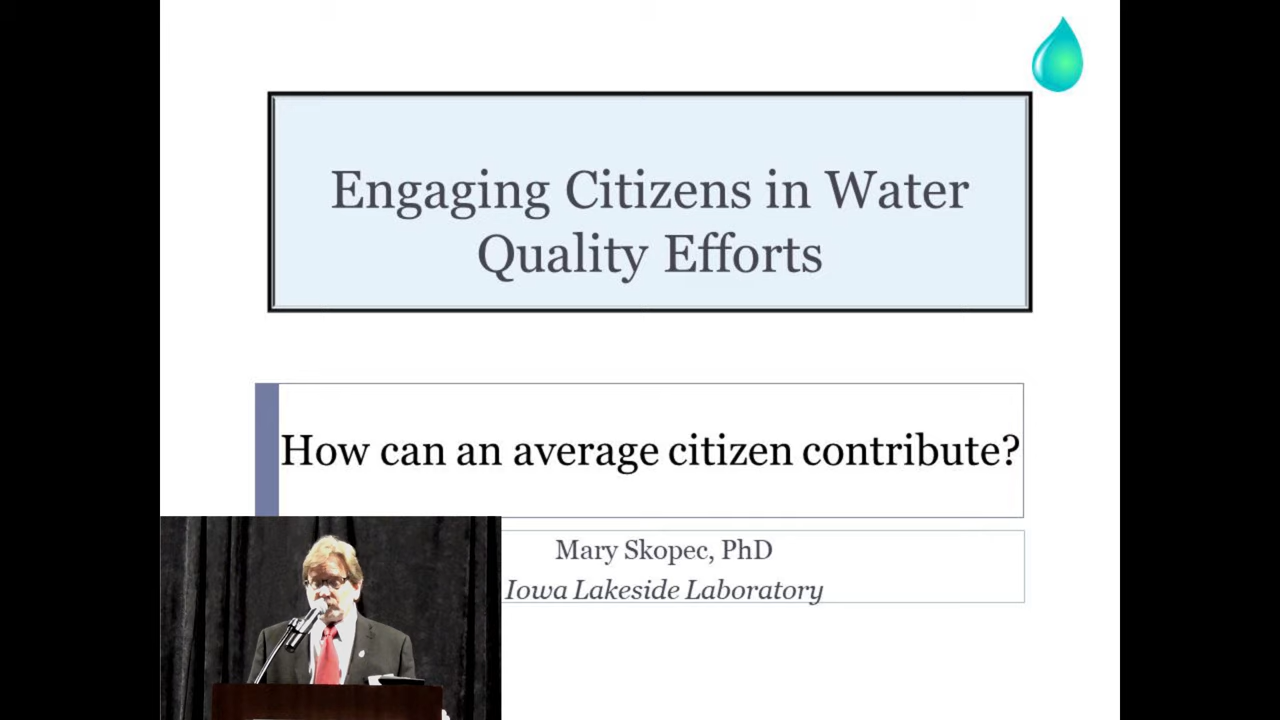 Engaging Citizens in Water
Quality Efforts
How can an average citizen contribute?
Mary Skopec, PhD
Iowa Lakeside Laboratory